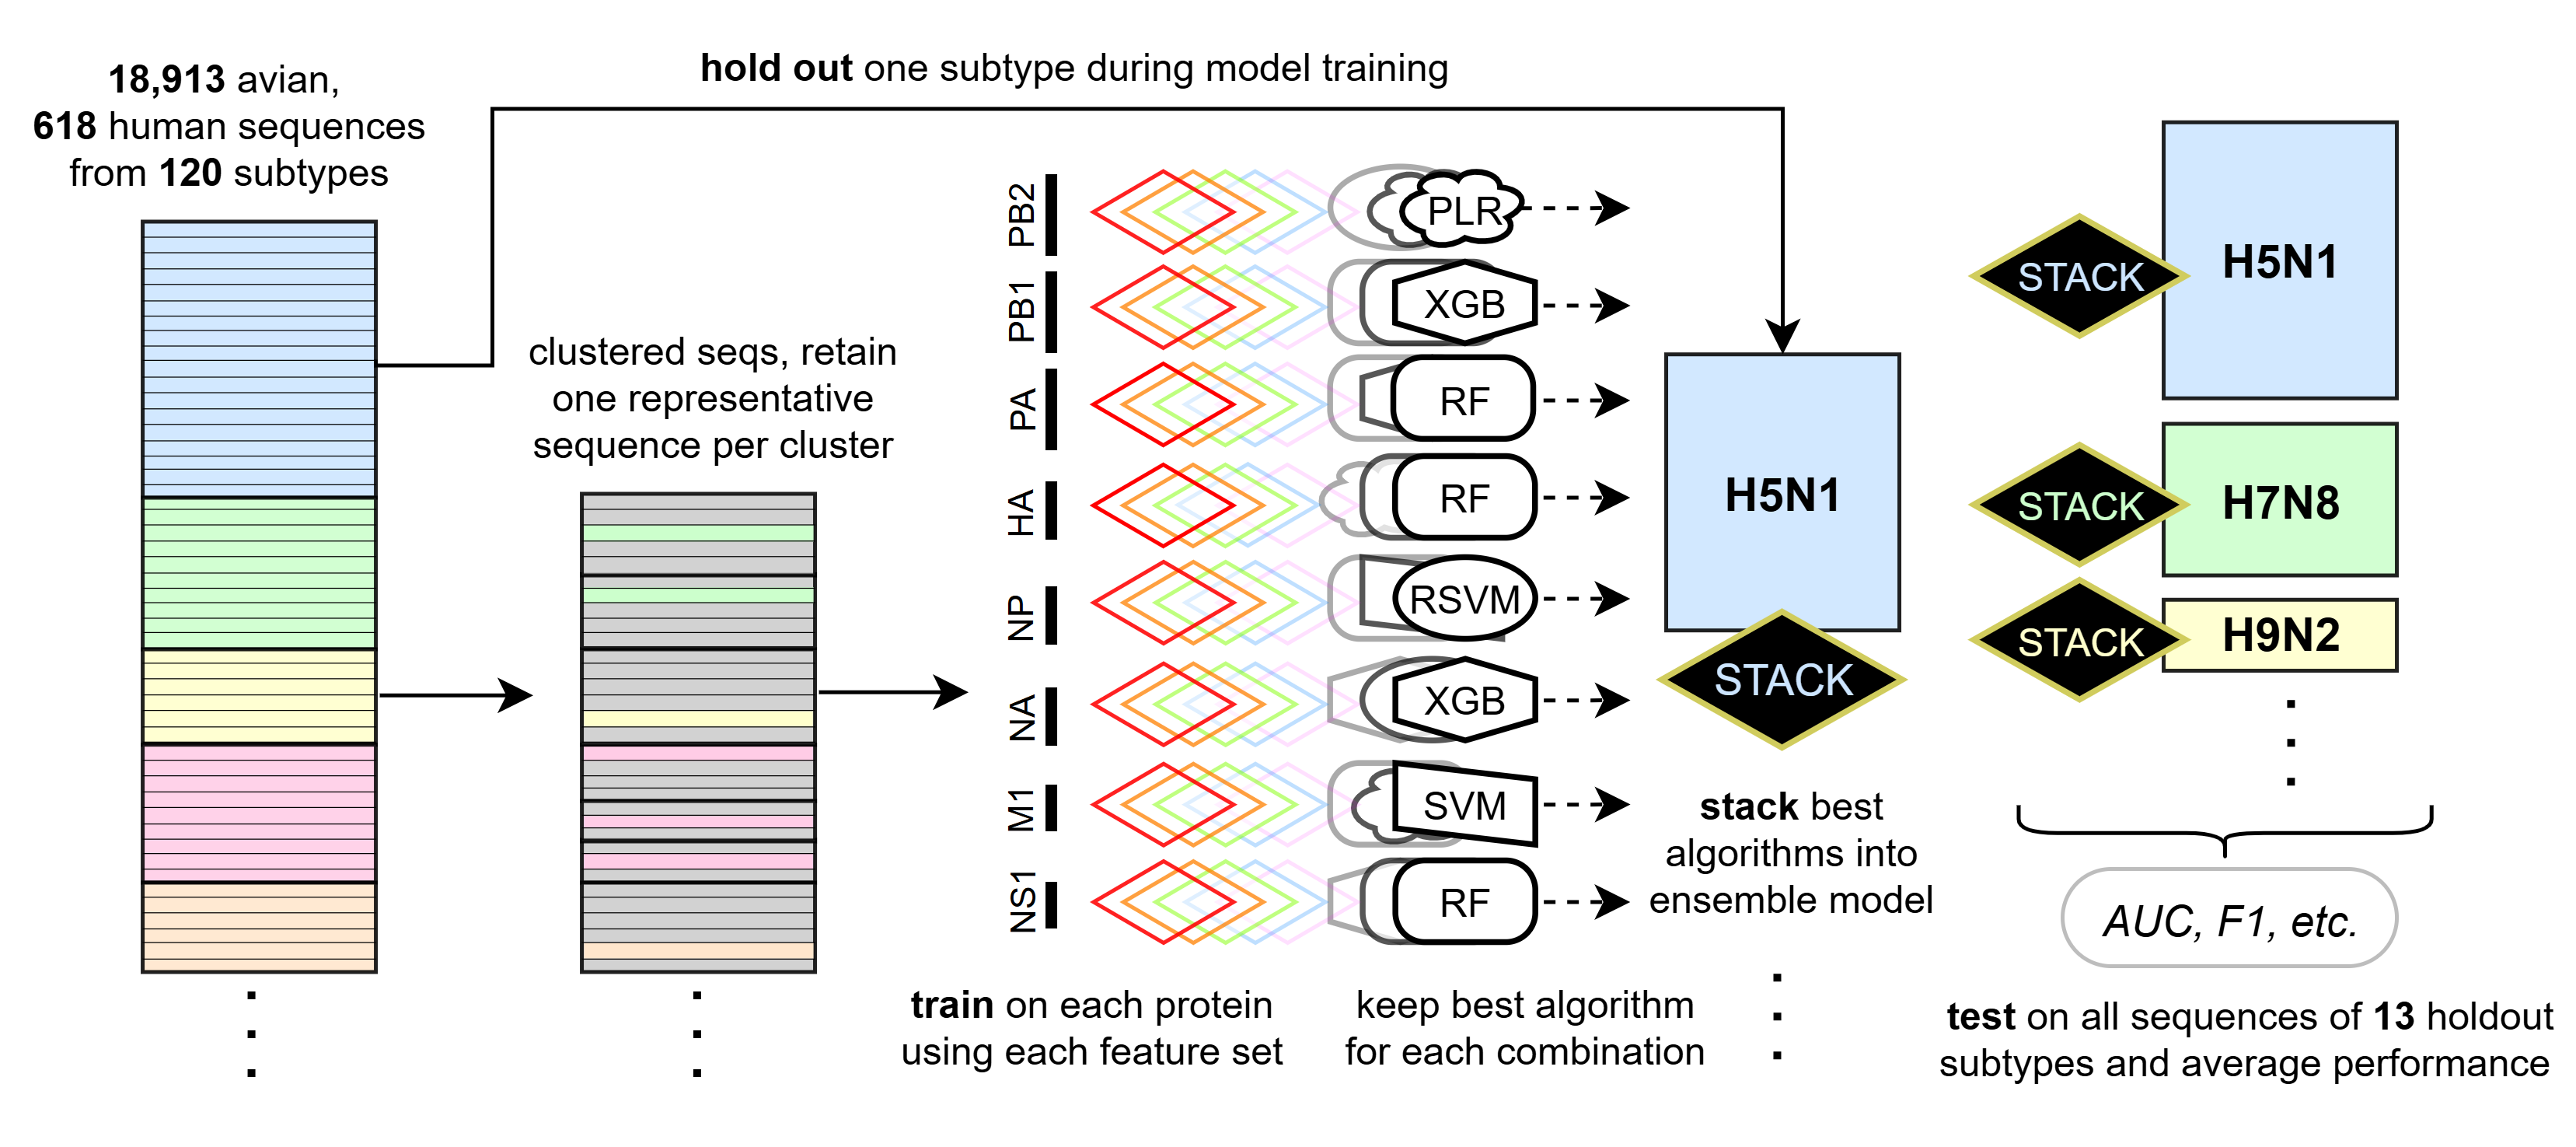 18,913 avian,
618 human sequences
from 120 subtypes
hold out one subtype during model training
clustered seqs, retain
one representative
sequence per cluster
PB2
PLR
PB1
XGB
PA
RF
HA
RF
NP
RSVM
NA
XGB
M1
SVM
NS1
RF
train on each protein
using each feature set
keep best algorithm
for each combination
H5N1
STACK
stack best
algorithms into
ensemble model
STACK
H5N1
STACK
H7N8
STACK
H9N2
AUC, F1, etc.
test on all sequences of 13 holdout
subtypes and average performance